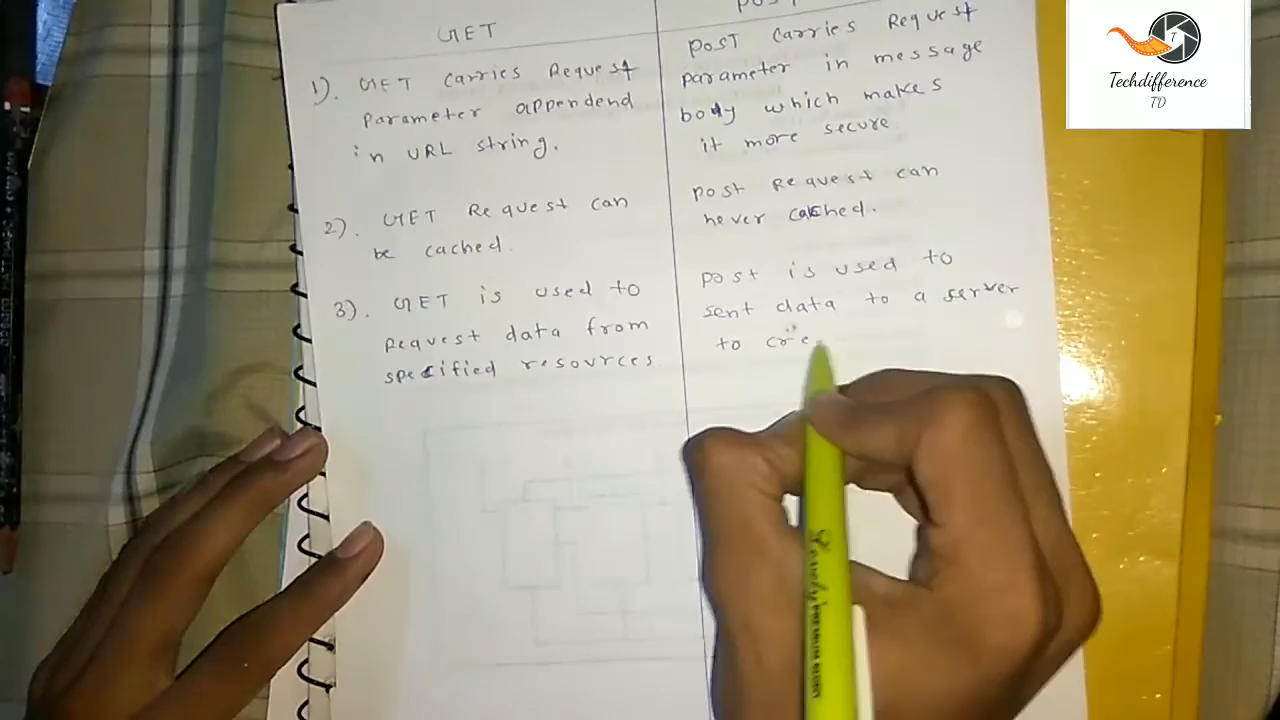 GET
1). GET carries Request
Parameter appendend
in URL string.
2). GET Request can
be cached.
3). GET is used to
Request data from
specified resources
POST
POST carries Request
parameter in message
body which makes
it more secure.
post Request can
never cached.
post is used to
sent data to a server
to cre
Techdifference
TD